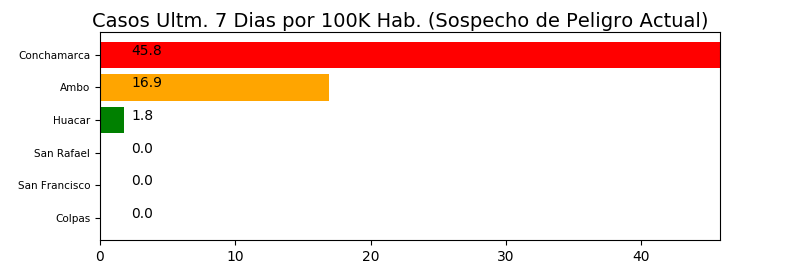 Casos Ultm. 7 Dias por 100K Hab. (Sospecho de Peligro Actual)
Conchamarca 45.8
Ambo 16.9
Huacar 1.8
San Rafael 0.0
San Francisco 0.0
Colpas 0.0
0 10 20 30 40